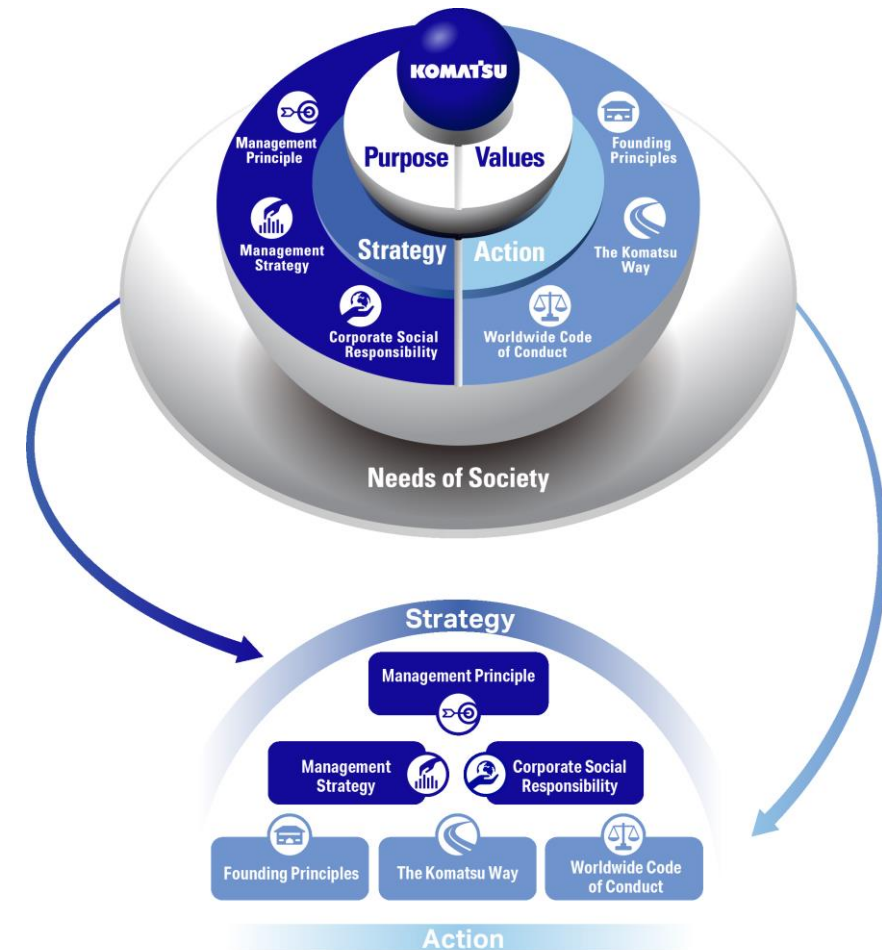 KOMATSU
Purpose
Values
Management
Principle
Founding
Principles
Management
Strategy
Strategy
Action
The Komatsu
Way
Corporate Social
Responsibility
Worldwide Code
of Conduct
Needs of Society
Strategy
Management Principle
Management
Strategy
Corporate Social
Responsibility
Founding Principles
The Komatsu Way
Worldwide Code
of Conduct
Action